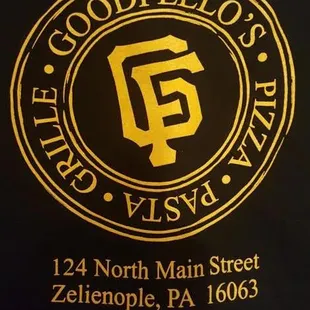 GOODFELLO'S • PIZZA • PASTA • GRILLE •
GF
124 North Main Street
Zelienople, PA 16063